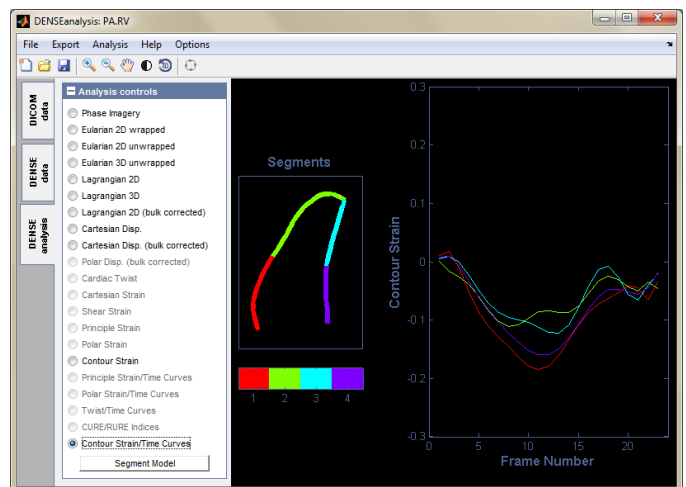 DENSEanalysis: PA.RV
File Export Analysis Help Options
DICOM data
DENSE data
DENSE analysis
Analysis controls
Phase Imagery
Eularian 2D wrapped
Eularian 2D unwrapped
Eularian 3D unwrapped
Lagrangian 2D
Lagrangian 3D
Lagrangian 2D (bulk corrected)
Cartesian Disp.
Cartesian Disp. (bulk corrected)
Polar Disp. (bulk corrected)
Cardiac Twist
Cartesian Strain
Shear Strain
Principle Strain
Polar Strain
Contour Strain
Principle Strain/Time Curves
Polar Strain/Time Curves
Twist/Time Curves
CURE/RURE Indices
Contour Strain/Time Curves
Segment Model
Segments
1 2 3 4
Contour Strain
0.3
0.2
0.1
0
-0.1
-0.2
-0.3
0 5 10 15 20
Frame Number